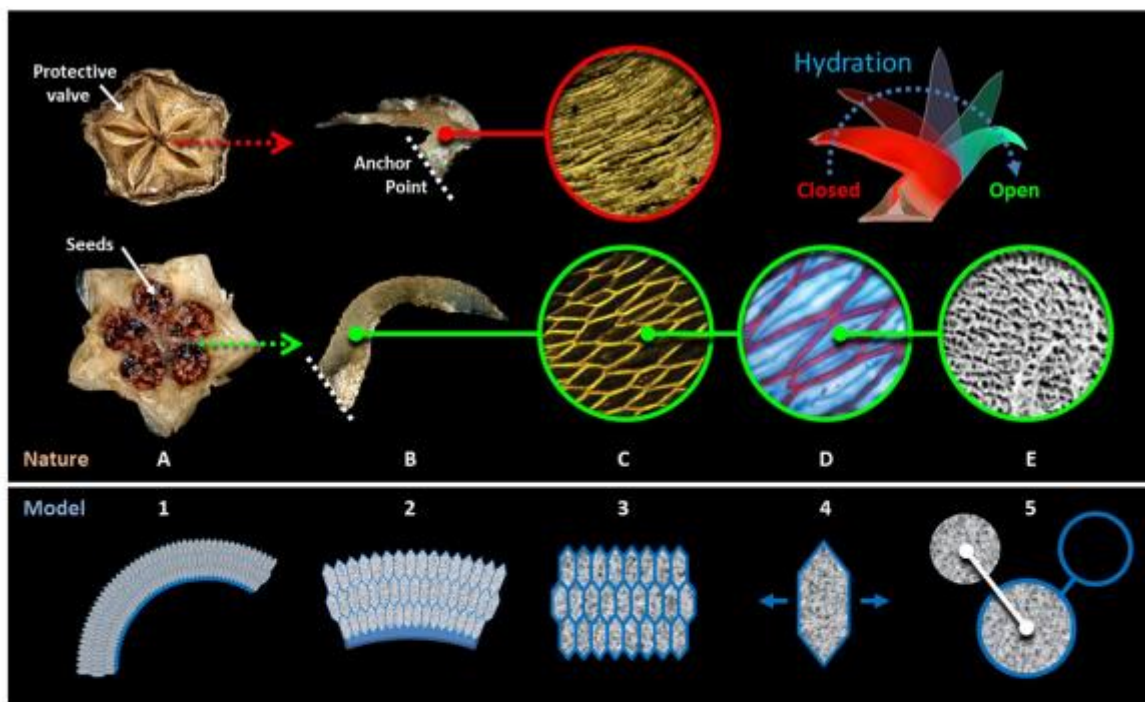 Protective
valve
Anchor
Point
Hydration
Closed
Open
Seeds
Nature A B C D E
Model 1 2 3 4 5